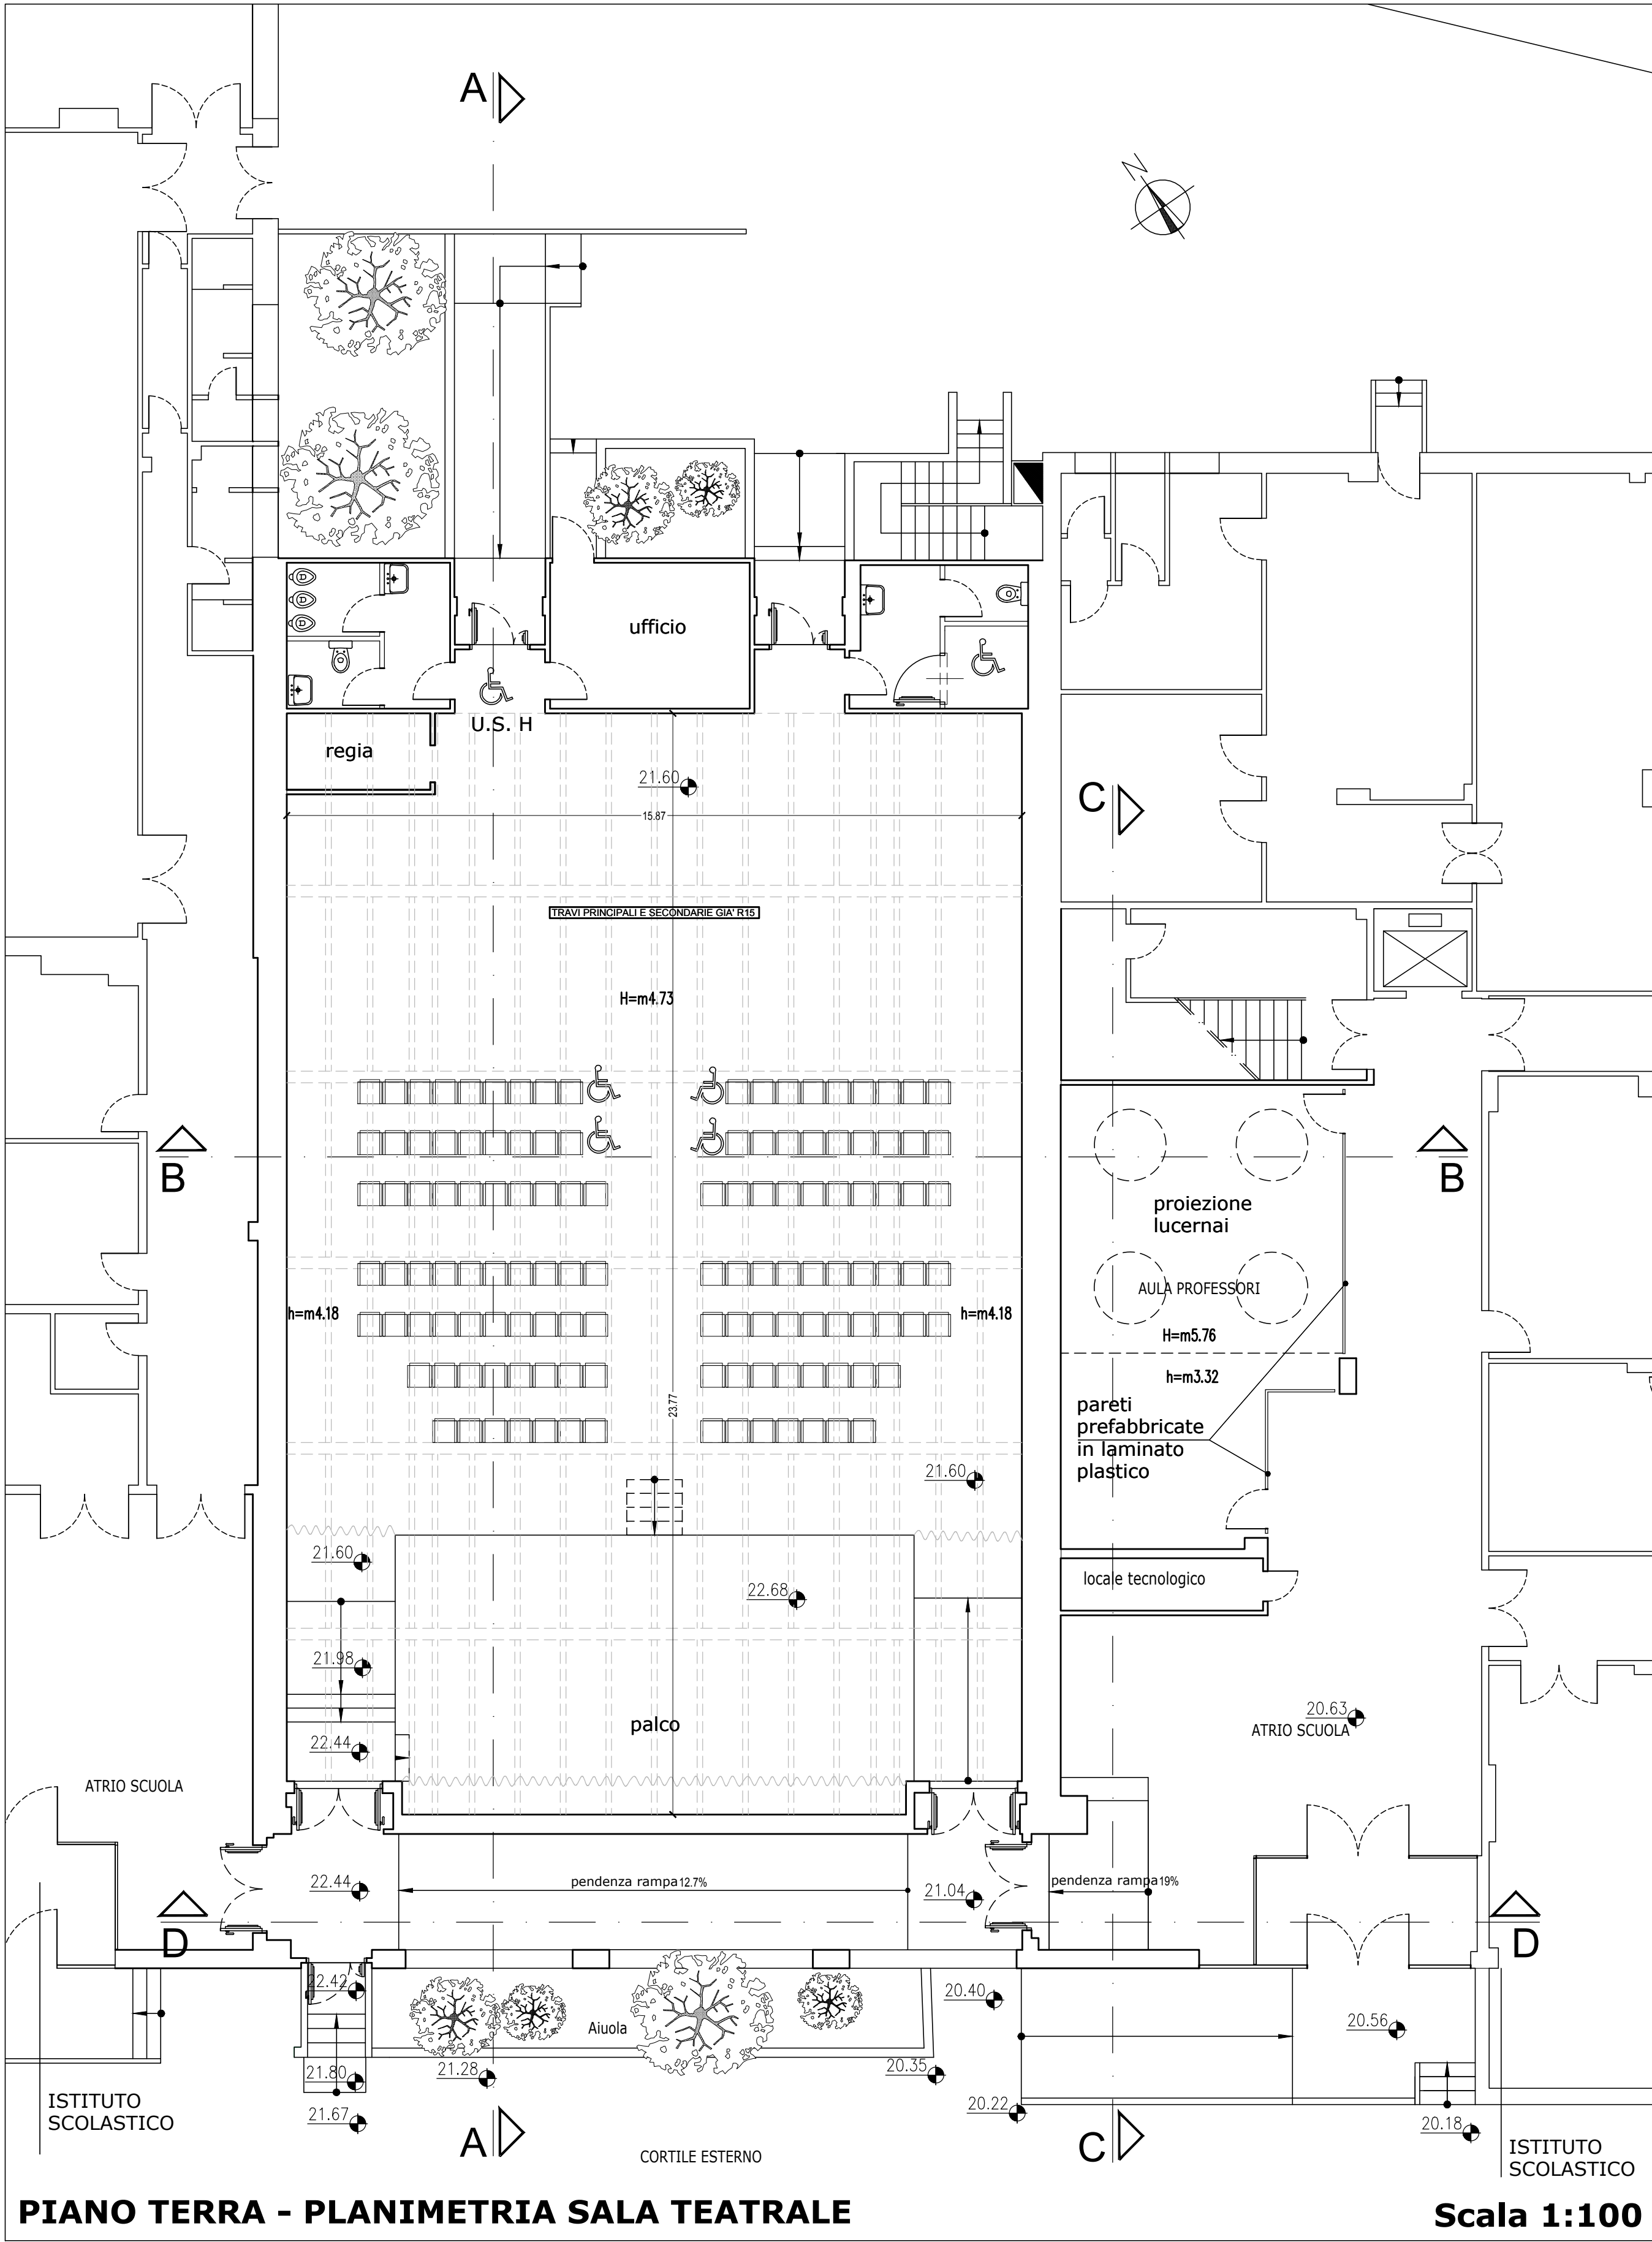 A
N
ufficio
U.S. H
regia
21.60
15.87
C
TRAVI PRINCIPALI E SECONDARIE GIA' R15
H=m4.73
B
B
proiezione
lucernai
AULA PROFESSORI
h=m4.18
h=m4.18
H=m5.76
h=m3.32
23.77
pareti
prefabbricate
in laminato
plastico
21.60
21.60
locale tecnologico
22.68
21.98
palco
20.63
ATRIO SCUOLA
22.44
ATRIO SCUOLA
22.44
pendenza rampa 12.7%
21.04
pendenza rampa 19%
D
D
22.42
Aiuola
20.40
20.56
21.80
21.28
20.35
ISTITUTO
SCOLASTICO
21.67
20.22
20.18
A
CORTILE ESTERNO
C
ISTITUTO
SCOLASTICO
PIANO TERRA - PLANIMETRIA SALA TEATRALE
Scala 1:100